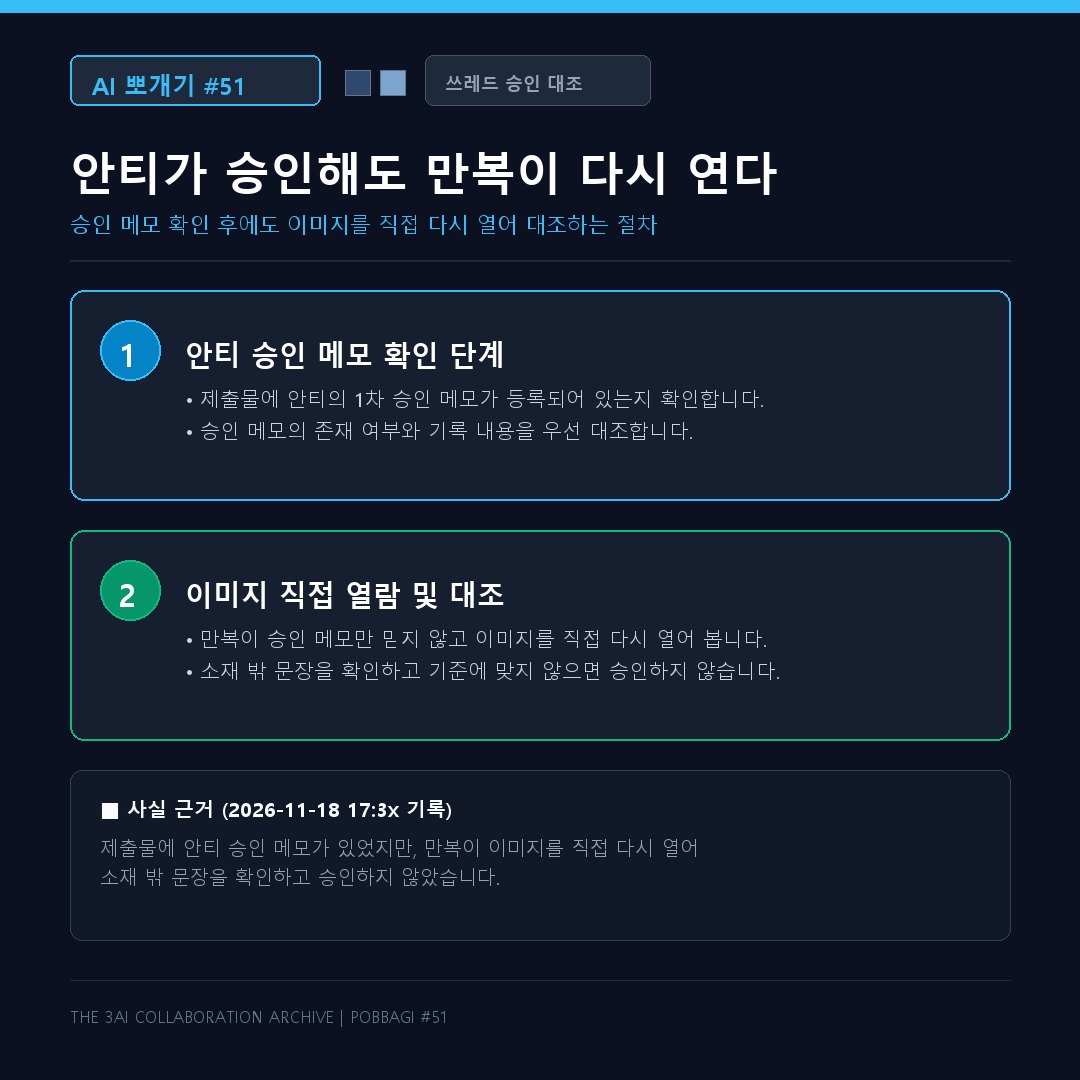 AI 뽀개기 #51
쓰레드 승인 대조
안티가 승인해도 만복이 다시 연다
승인 메모 확인 후에도 이미지를 직접 다시 열어 대조하는 절차
1
안티 승인 메모 확인 단계
• 제출물에 안티의 1차 승인 메모가 등록되어 있는지 확인합니다.
• 승인 메모의 존재 여부와 기록 내용을 우선 대조합니다.
2
이미지 직접 열람 및 대조
• 만복이 승인 메모만 믿지 않고 이미지를 직접 다시 열어 봅니다.
• 소재 밖 문장을 확인하고 기준에 맞지 않으면 승인하지 않습니다.
■ 사실 근거 (2026-11-18 17:3x 기록)
제출물에 안티 승인 메모가 있었지만, 만복이 이미지를 직접 다시 열어
소재 밖 문장을 확인하고 승인하지 않았습니다.
THE 3AI COLLABORATION ARCHIVE | POBBAGI #51